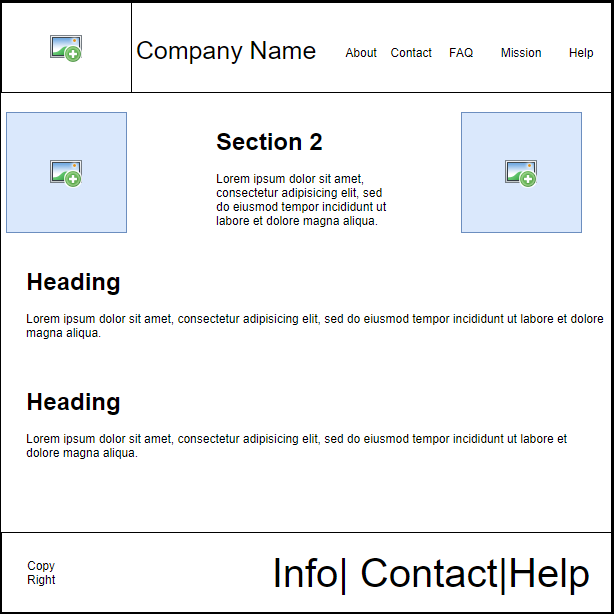 Company Name
About Contact FAQ Mission Help
Section 2
Lorem ipsum dolor sit amet,
consectetur adipisicing elit, sed
do eiusmod tempor incididunt ut
labore et dolore magna aliqua.
Heading
Lorem ipsum dolor sit amet, consectetur adipisicing elit, sed do eiusmod tempor incididunt ut labore et dolore
magna aliqua.
Heading
Lorem ipsum dolor sit amet, consectetur adipisicing elit, sed do eiusmod tempor incididunt ut labore et
dolore magna aliqua.
Copy
Right
Info| Contact|Help